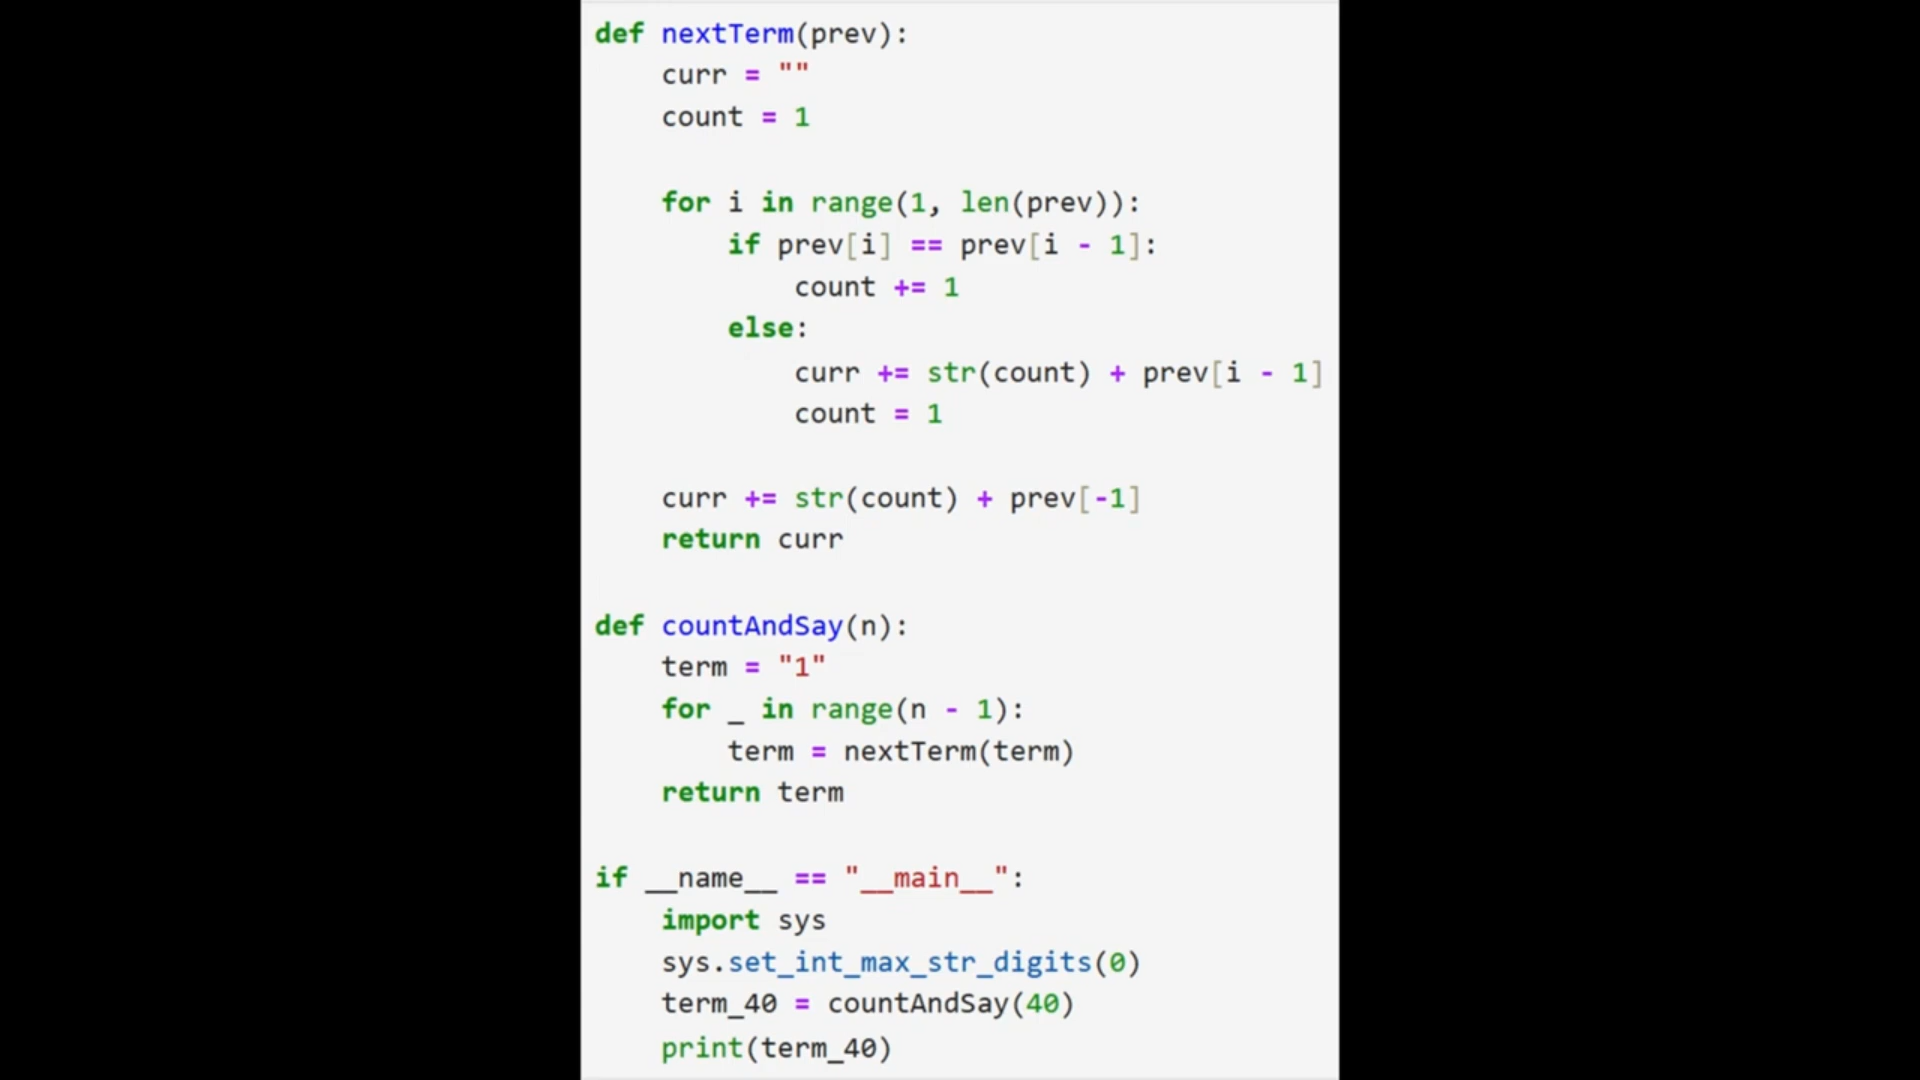 def nextTerm(prev):
    curr = ""
    count = 1
    for i in range(1, len(prev)):
        if prev[i] == prev[i - 1]:
            count += 1
        else:
            curr += str(count) + prev[i - 1]
            count = 1
    curr += str(count) + prev[-1]
    return curr
def countAndSay(n):
    term = "1"
    for _ in range(n - 1):
        term = nextTerm(term)
    return term
if __name__ == "__main__":
    import sys
    sys.set_int_max_str_digits(0)
    term_40 = countAndSay(40)
    print(term_40)